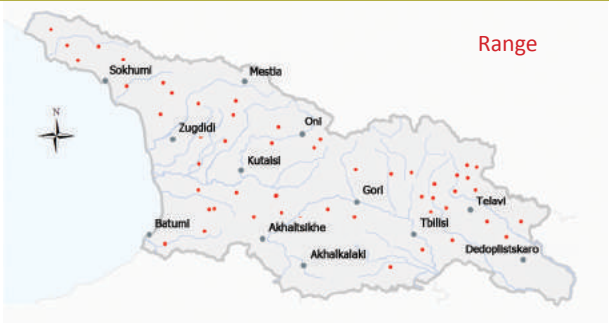 Range
N
Sokhumi
Mestia
Zugdidi
Oni
Kutaisi
Gori
Telavi
Batumi
Akhaltsikhe
Tbilisi
Akhalkalaki
Dedoplistskaro